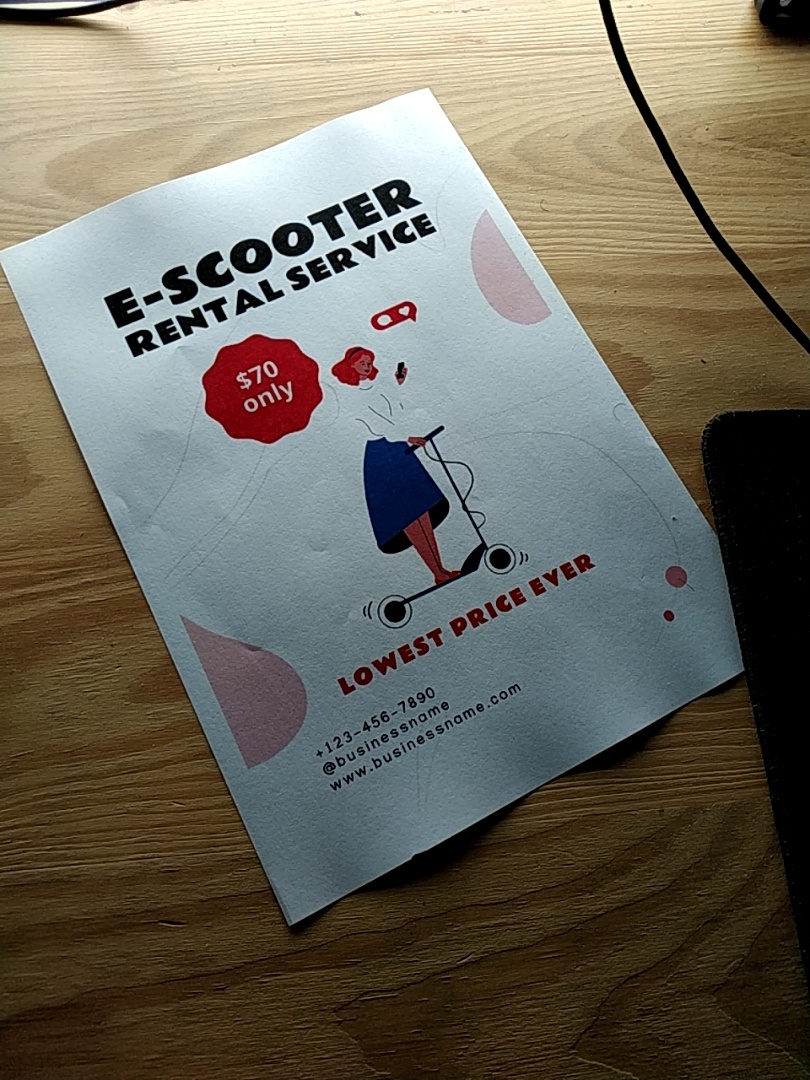 E-SCOOTER
RENTAL SERVICE
$70
only
LOWEST PRICE EVER
+123-456-7890
@businessname
www.businessname.com